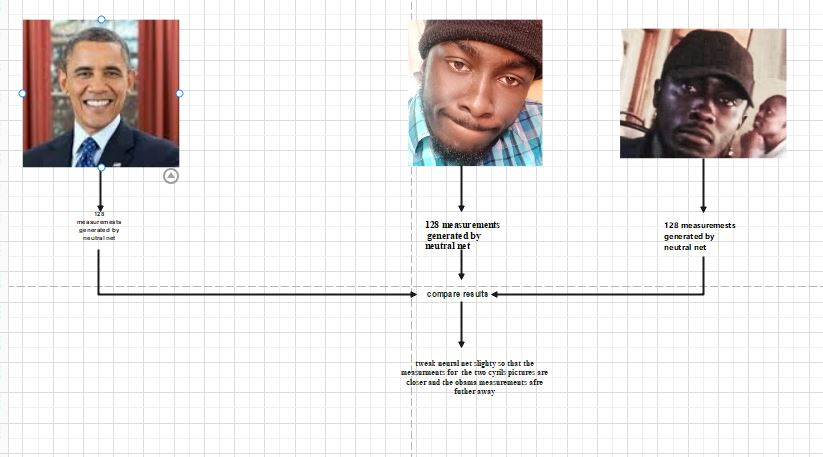 128
measurements
generated by
neutral net
128 measurements
generated by
neutral net
128 measuremests
generated by
neutral net
compare results
tweak neural net slighty so that the
measurments for the two cyrils pictures are
closer and the obama measurements afre
futher away